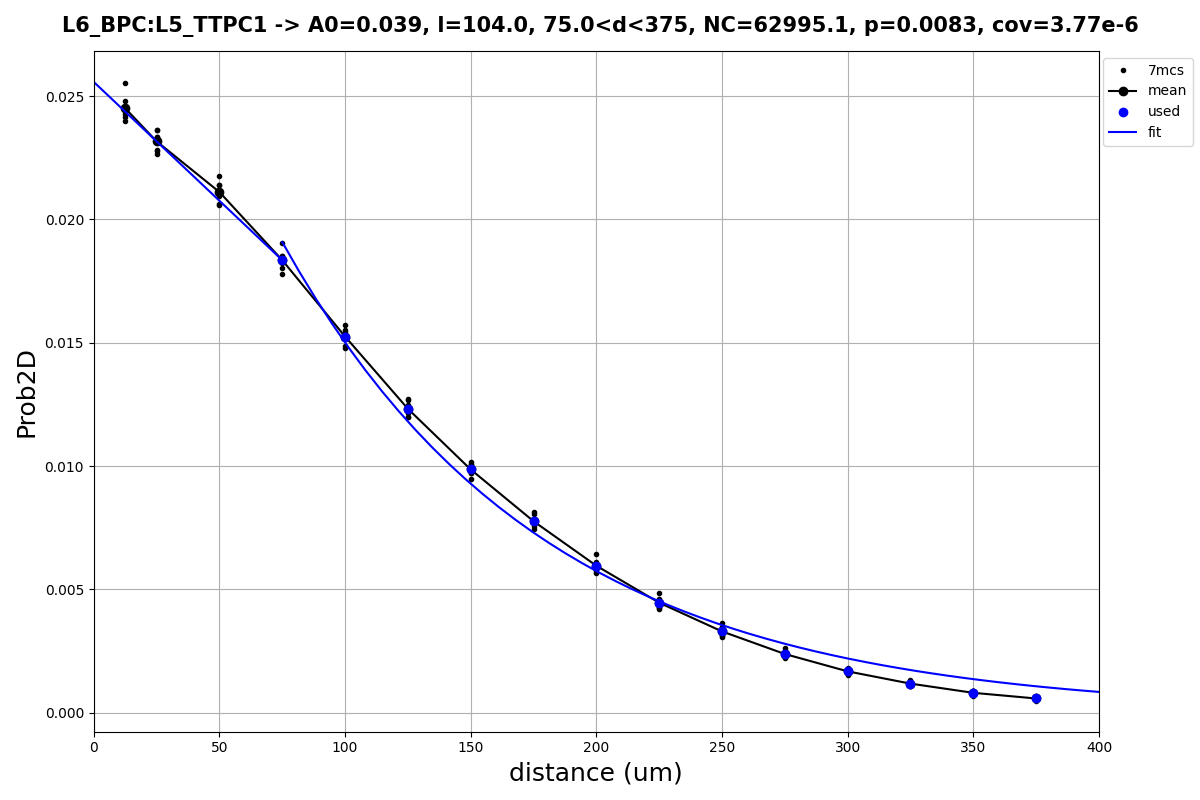 L6_BPC:L5_TTPC1 -> A0=0.039, l=104.0, 75.0<d<375, NC=62995.1, p=0.0083, cov=3.77e-6
7mcs
mean
used
fit
0.025
0.020
0.015
0.010
0.005
0.000
Prob2D
0 50 100 150 200 250 300 350 400
distance (um)